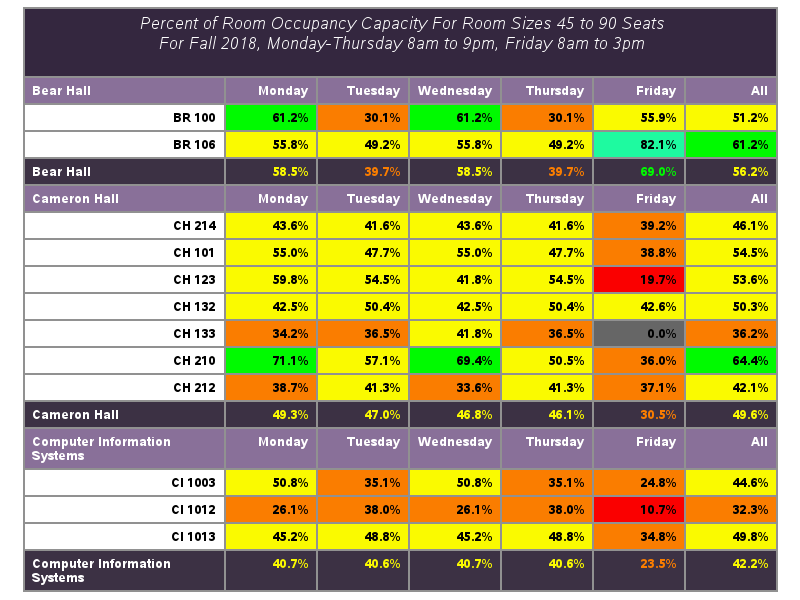 Percent of Room Occupancy Capacity For Room Sizes 45 to 90 Seats
For Fall 2018, Monday-Thursday 8am to 9pm, Friday 8am to 3pm
Bear Hall Monday Tuesday Wednesday Thursday Friday All
BR 100 61.2% 30.1% 61.2% 30.1% 55.9% 51.2%
BR 106 55.8% 49.2% 55.8% 49.2% 82.1% 61.2%
Bear Hall 58.5% 39.7% 58.5% 39.7% 69.0% 56.2%
Cameron Hall Monday Tuesday Wednesday Thursday Friday All
CH 214 43.6% 41.6% 43.6% 41.6% 39.2% 46.1%
CH 101 55.0% 47.7% 55.0% 47.7% 38.8% 54.5%
CH 123 59.8% 54.5% 41.8% 54.5% 19.7% 53.6%
CH 132 42.5% 50.4% 42.5% 50.4% 42.6% 50.3%
CH 133 34.2% 36.5% 41.8% 36.5% 0.0% 36.2%
CH 210 71.1% 57.1% 69.4% 50.5% 36.0% 64.4%
CH 212 38.7% 41.3% 33.6% 41.3% 37.1% 42.1%
Cameron Hall 49.3% 47.0% 46.8% 46.1% 30.5% 49.6%
Computer Information Monday Tuesday Wednesday Thursday Friday All
Systems
CI 1003 50.8% 35.1% 50.8% 35.1% 24.8% 44.6%
CI 1012 26.1% 38.0% 26.1% 38.0% 10.7% 32.3%
CI 1013 45.2% 48.8% 45.2% 48.8% 34.8% 49.8%
Computer Information 40.7% 40.6% 40.7% 40.6% 23.5% 42.2%
Systems